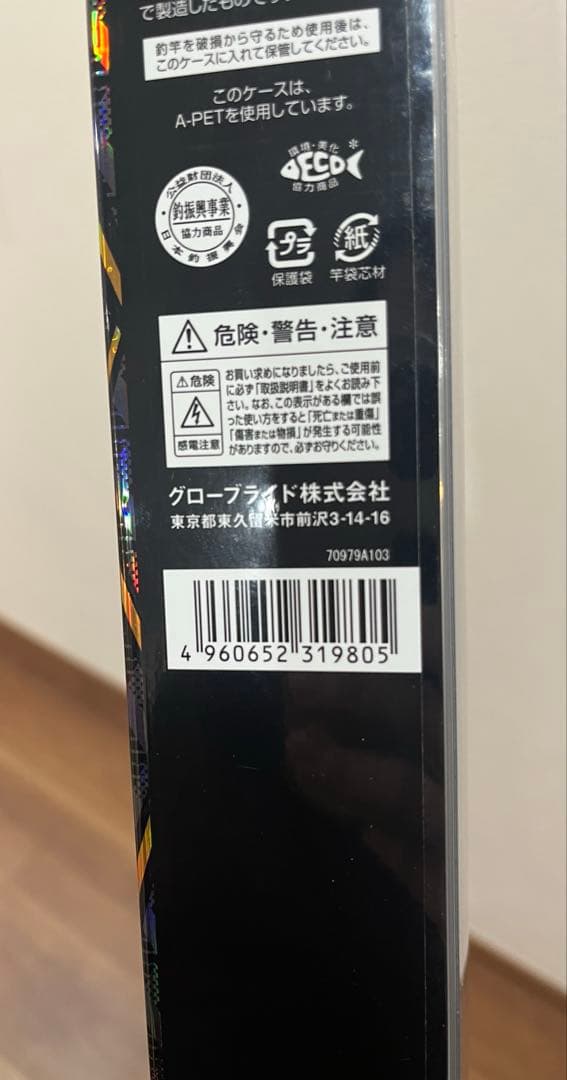 で製造したものです。
釣竿を破損から守るため使用後は、
このケースに入れて保管してください。
このケースは、
A-PETを使用しています。
環境・美化
ECO
協力商品
公益財団法人
釣振興事業
協力商品
日本釣振興会
プラ
保護袋
紙
竿袋芯材
危険・警告・注意
危険
感電注意
お買い求めになりましたら、ご使用前
に必ず「取扱説明書」をよくお読み下
さい。なお、この表示がある欄では誤
った使い方をすると「死亡または重傷」
「傷害または物損」が発生する可能性
がありますので、必ずお守りください。
グローブライド株式会社
東京都東久留米市前沢3-14-16
70979A103
4 960652 319805